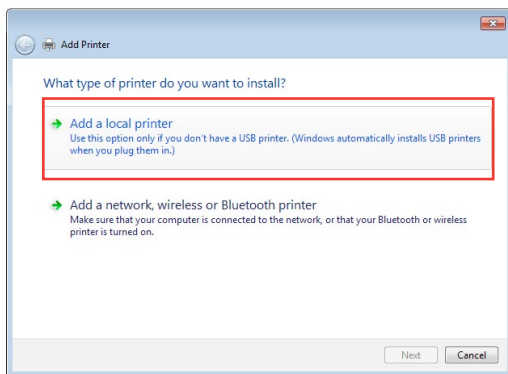 Add Printer
What type of printer do you want to install?
Add a local printer
Use this option only if you don't have a USB printer. (Windows automatically installs USB printers
when you plug them in.)
Add a network, wireless or Bluetooth printer
Make sure that your computer is connected to the network, or that your Bluetooth or wireless
printer is turned on.
Next Cancel